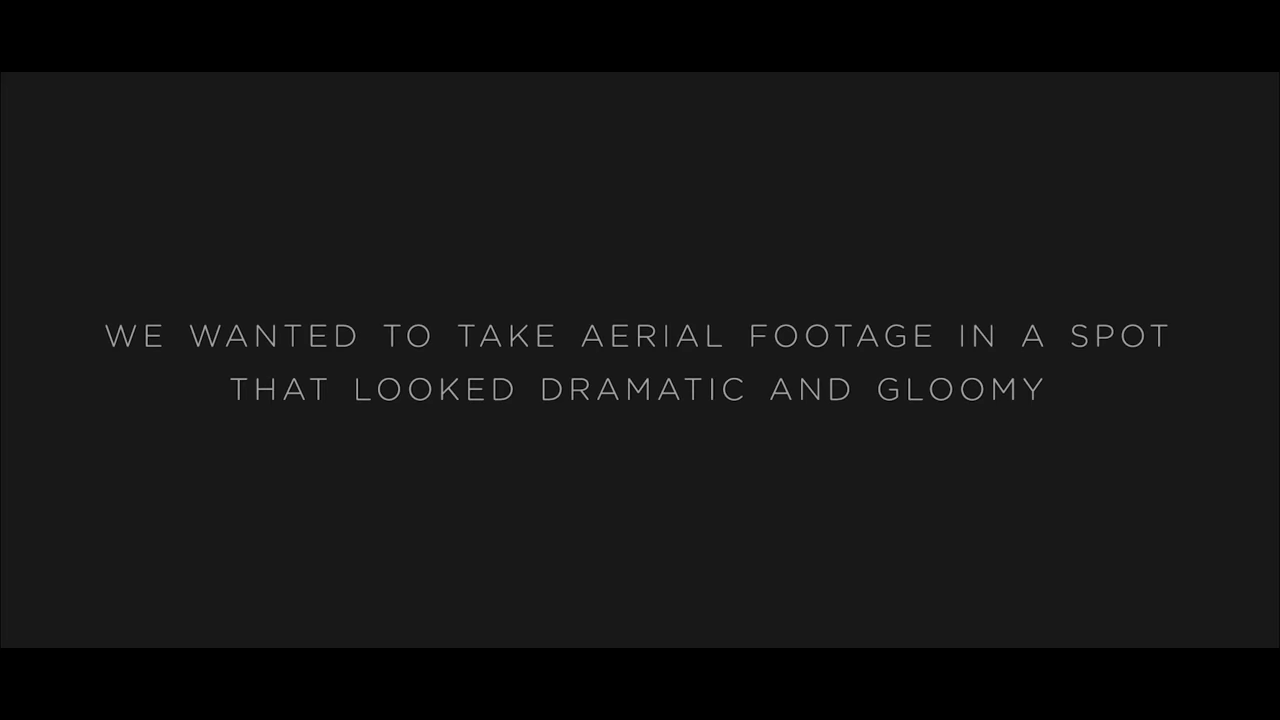 WE WANTED TO TAKE AERIAL FOOTAGE IN A SPOT
THAT LOOKED DRAMATIC AND GLOOMY